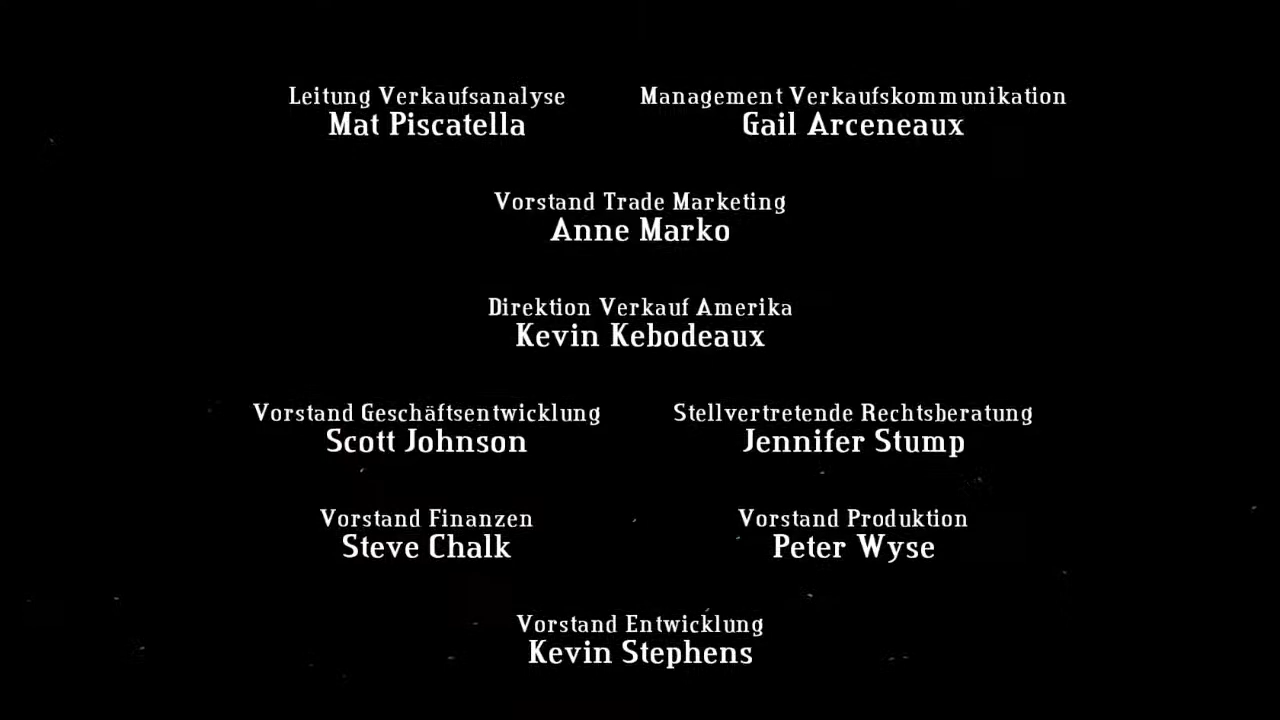 Leitung Verkaufsanalyse
Mat Piscatella
Management Verkaufskommunikation
Gail Arceneaux
Vorstand Trade Marketing
Anne Marko
Direktion Verkauf Amerika
Kevin Kebodeaux
Vorstand Geschäftsentwicklung
Scott Johnson
Stellvertretende Rechtsberatung
Jennifer Stump
Vorstand Finanzen
Steve Chalk
Vorstand Produktion
Peter Wyse
Vorstand Entwicklung
Kevin Stephens